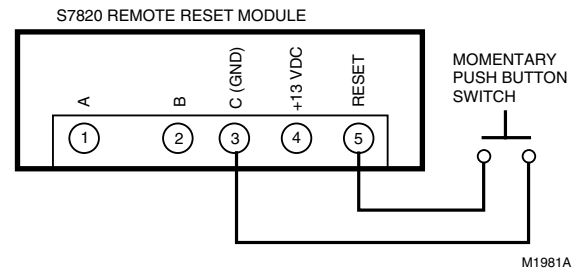 S7820 REMOTE RESET MODULE
A
B
C (GND)
+13 VDC
RESET
1
2
3
4
5
MOMENTARY
PUSH BUTTON
SWITCH
M1981A